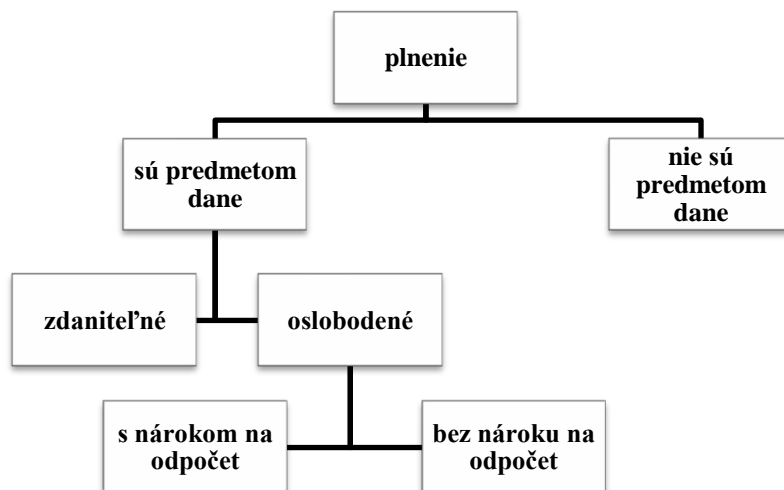 plnenie
sú predmetom
dane
nie sú
predmetom
dane
zdaniteľné
oslobodené
s nárokom na
odpočet
bez nároku na
odpočet